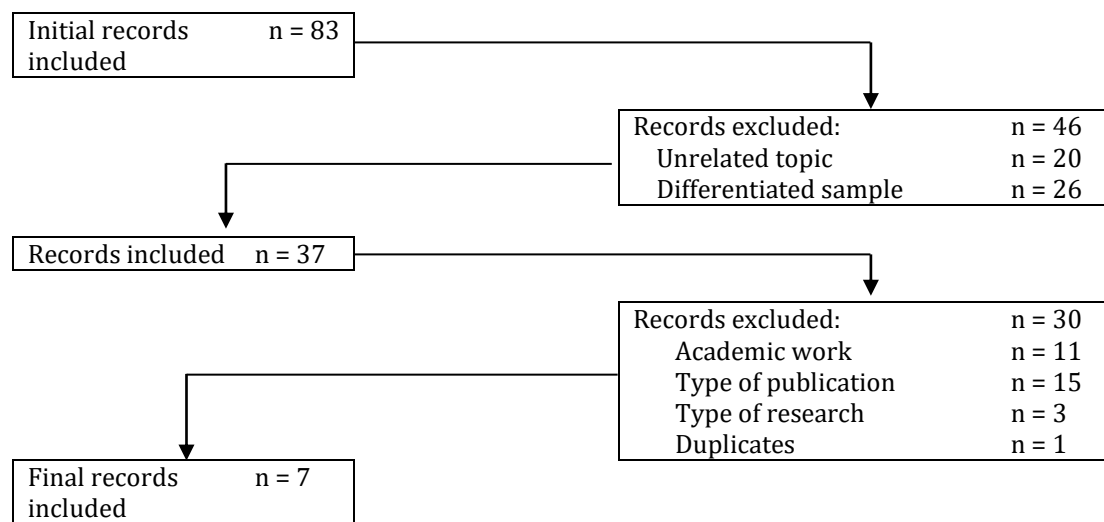 Initial records n = 83
included
Records excluded: n = 46
Unrelated topic n = 20
Differentiated sample n = 26
Records included n = 37
Records excluded: n = 30
Academic work n = 11
Type of publication n = 15
Type of research n = 3
Duplicates n = 1
Final records n = 7
included